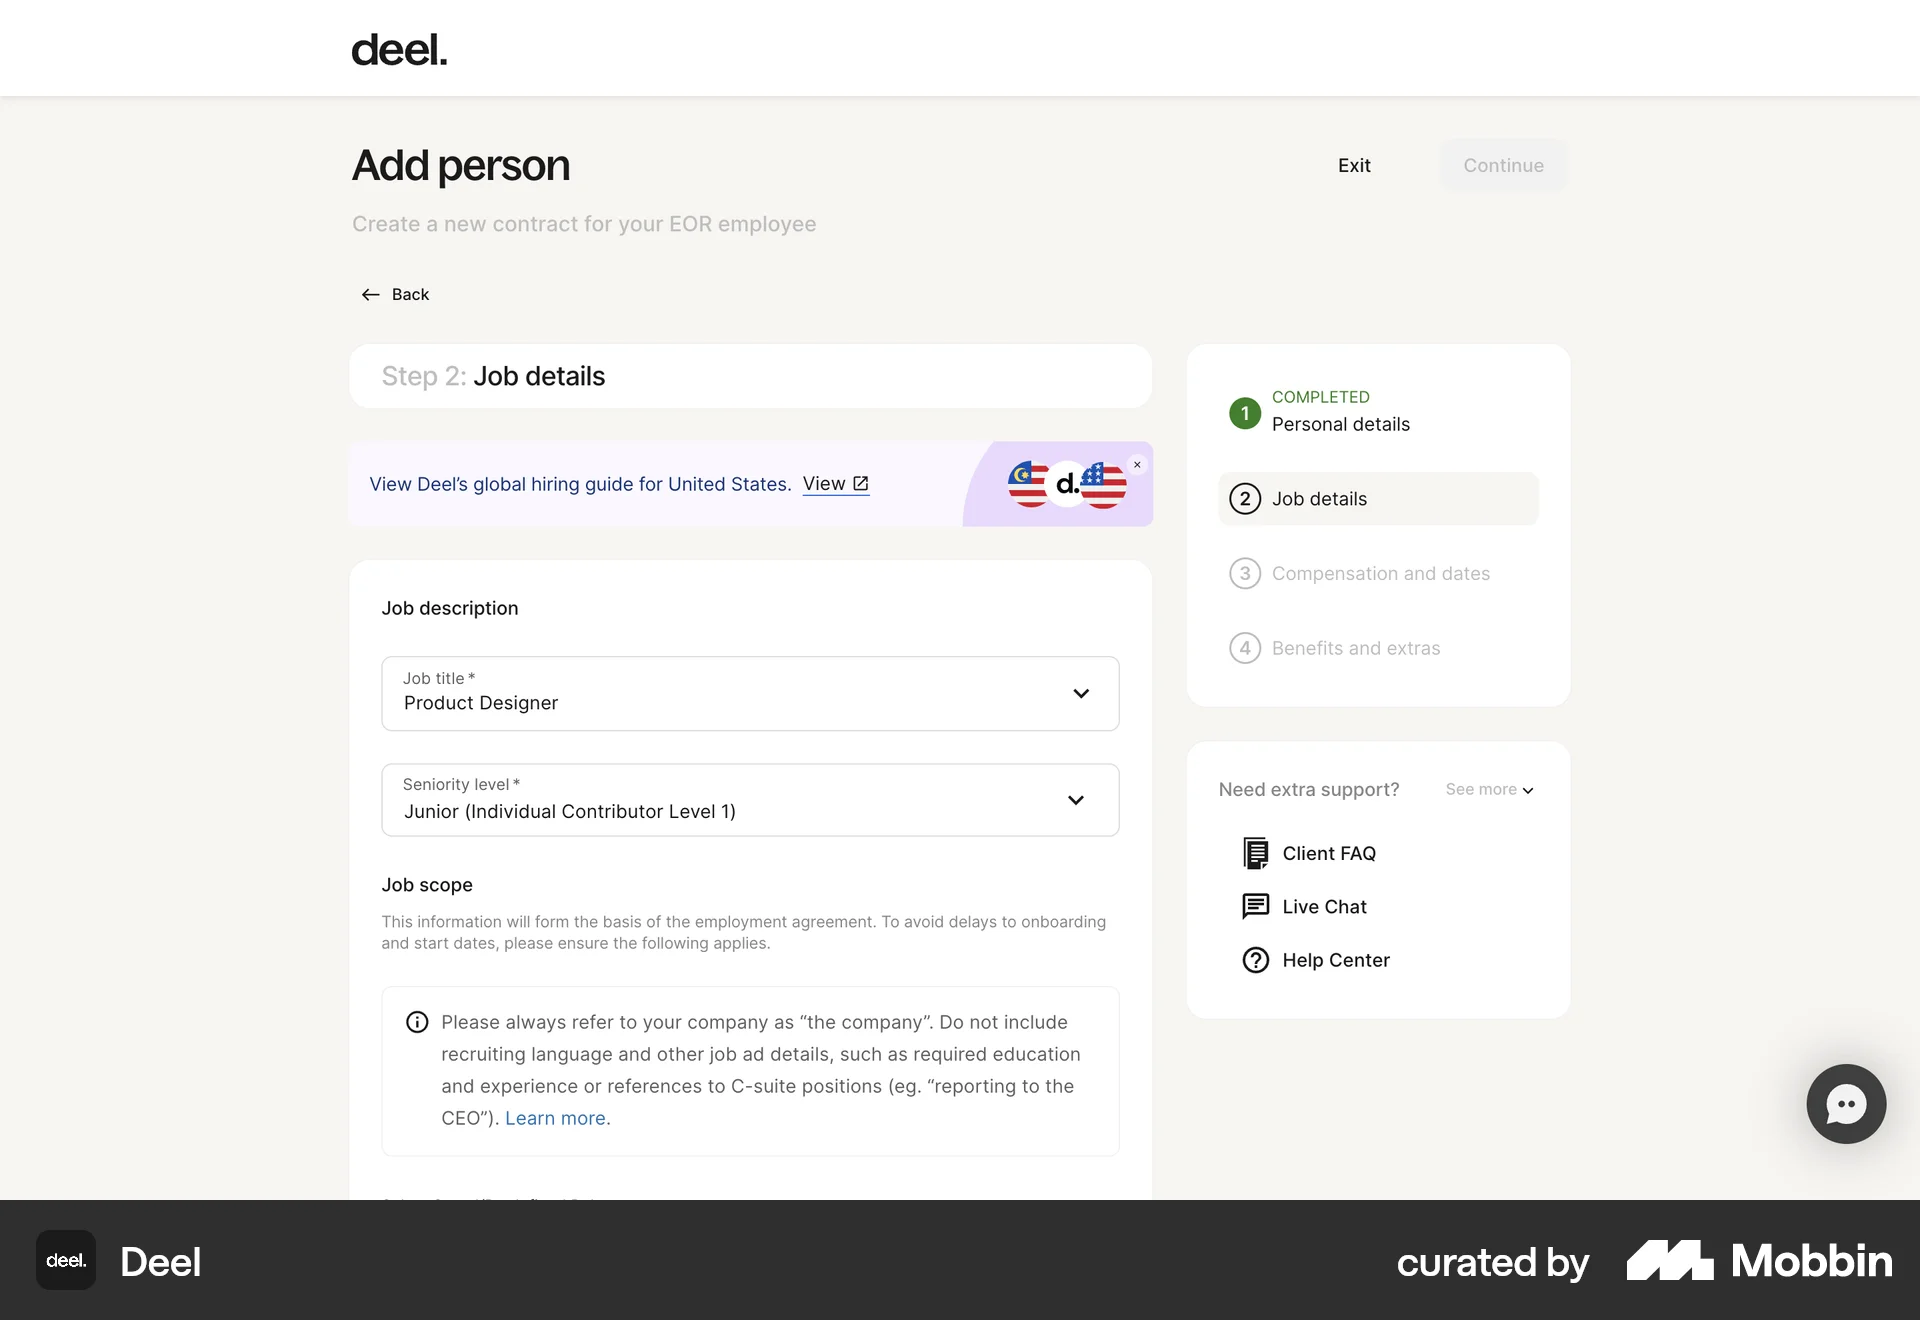 deel.
Add person
Exit
Continue
Create a new contract for your EOR employee
Back
Step 2: Job details
View Deel’s global hiring guide for United States. View
d.
Job description
Job title *
Product Designer
Seniority level *
Junior (Individual Contributor Level 1)
Job scope
This information will form the basis of the employment agreement. To avoid delays to onboarding
and start dates, please ensure the following applies.
Please always refer to your company as “the company”. Do not include
recruiting language and other job ad details, such as required education
and experience or references to C-suite positions (eg. “reporting to the
CEO”). Learn more.
1
COMPLETED
Personal details
2 Job details
3 Compensation and dates
4 Benefits and extras
Need extra support?
See more
Client FAQ
Live Chat
Help Center
deel.
Deel
curated by
Mobbin